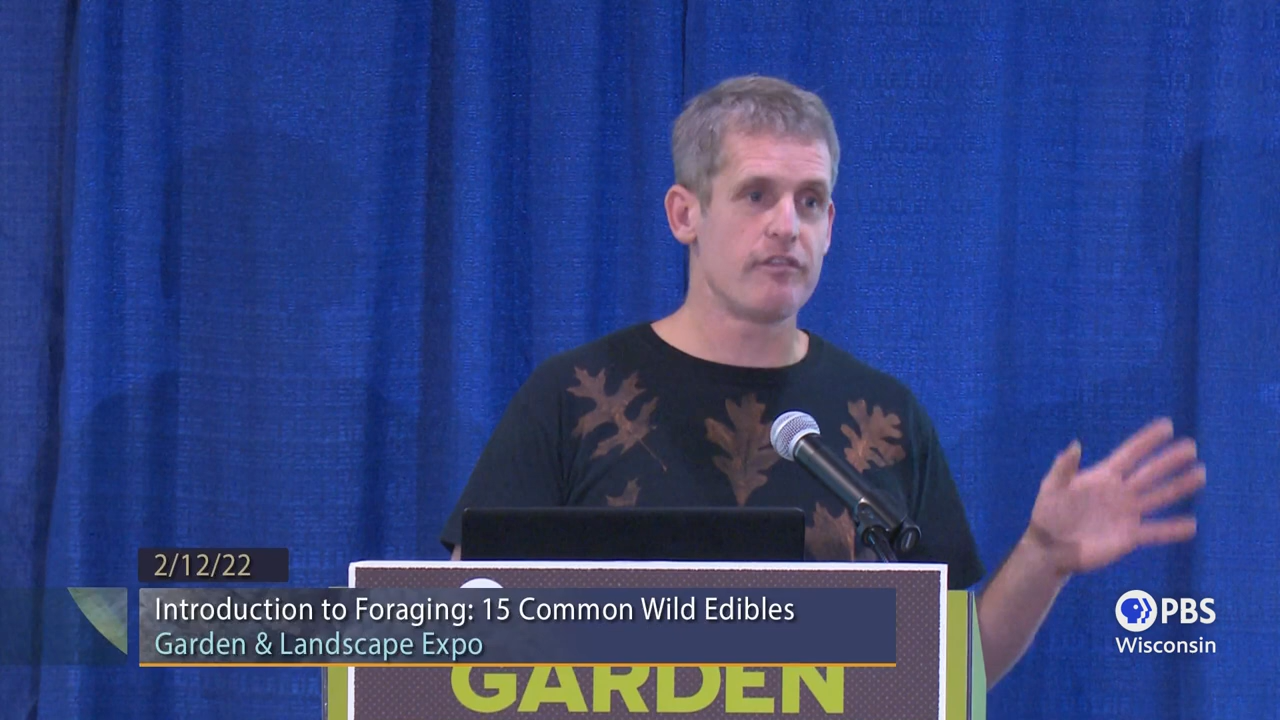 2/12/22
Introduction to Foraging: 15 Common Wild Edibles
Garden & Landscape Expo
GARDEN
PBS
Wisconsin